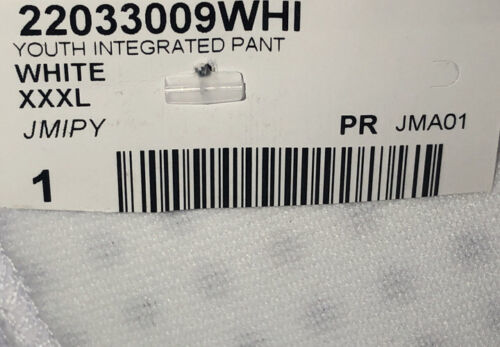 22033009WHI
YOUTH INTEGRATED PANT
WHITE
XXXL
JMIPY PR JMA01
1